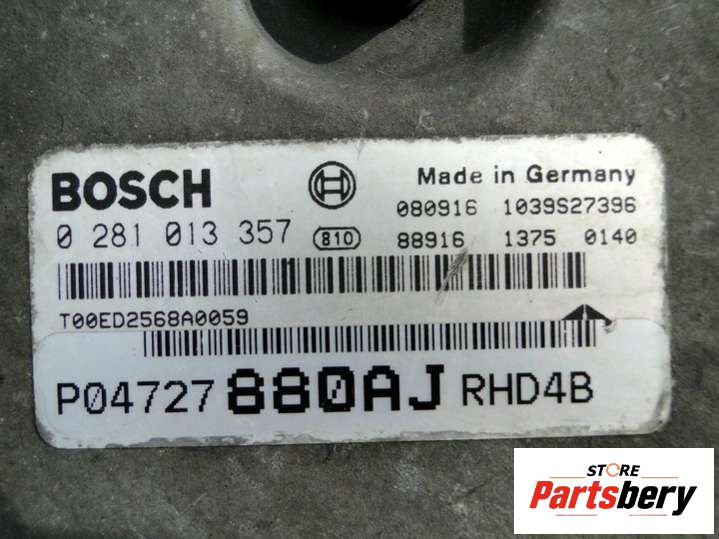 BOSCH
Made in Germany
080916 1039S27396
0 281 013 357 810 88916 1375 0140
T00ED2568A0059
P04727 880AJ RHD4B
STORE
Partsbery